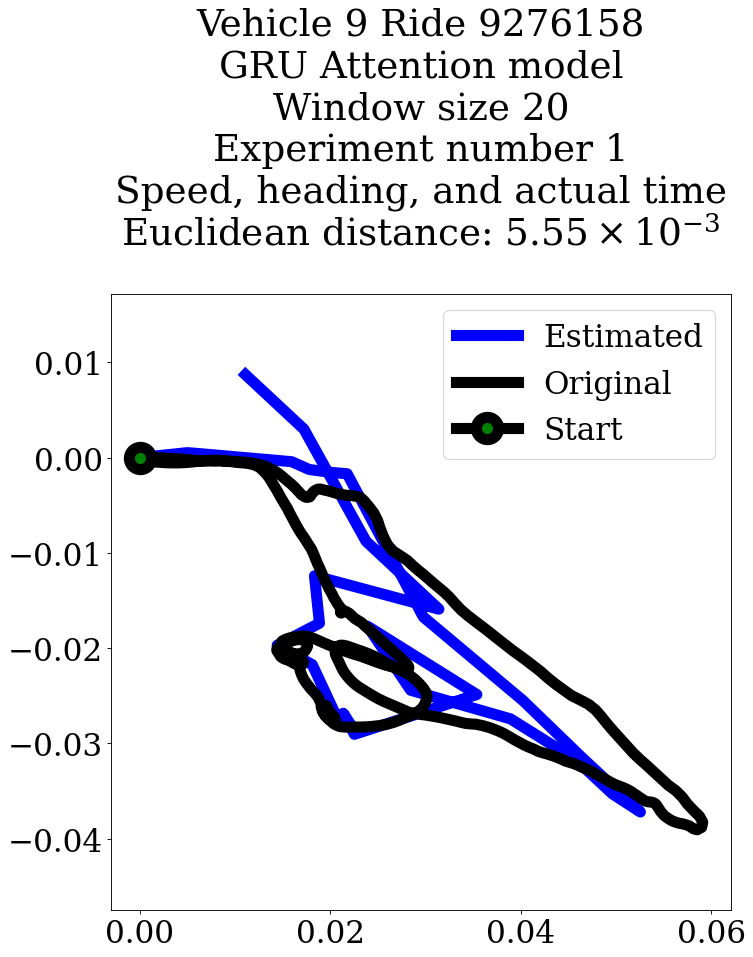 Vehicle 9 Ride 9276158
GRU Attention model
Window size 20
Experiment number 1
Speed, heading, and actual time
Euclidean distance: 5.55 × 10⁻³
Estimated
Original
Start
0.01
0.00
−0.01
−0.02
−0.03
−0.04
0.00 0.02 0.04 0.06